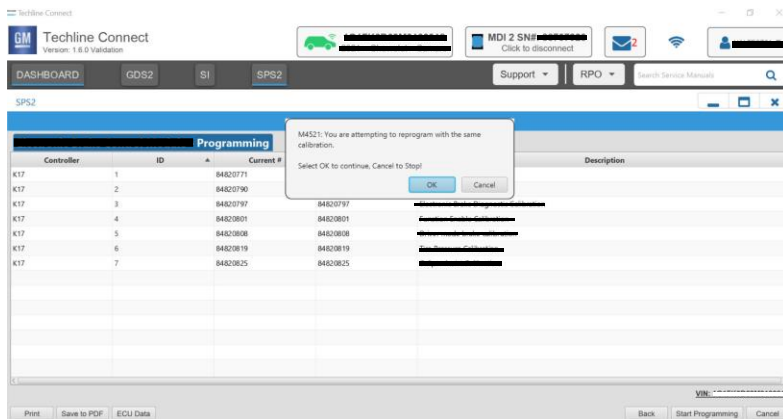 Techline Connect
GM Techline Connect
Version: 1.6.0 Validation
MDI 2 SN#
Click to disconnect
2
DASHBOARD GDS2 SI SPS2 Support RPO Search Service Manuals
SPS2
Programming
M4521: You are attempting to reprogram with the same
calibration.
Select OK to continue, Cancel to Stop!
OK Cancel
Controller ID Current # Description
K17 1 84820771
K17 2 84820790
K17 3 84820797 84820797
K17 4 84820801 84820801
K17 5 84820808 84820808
K17 6 84820819 84820819
K17 7 84820825 84820825
VIN:
Print Save to PDF ECU Data Back Start Programming Cancel